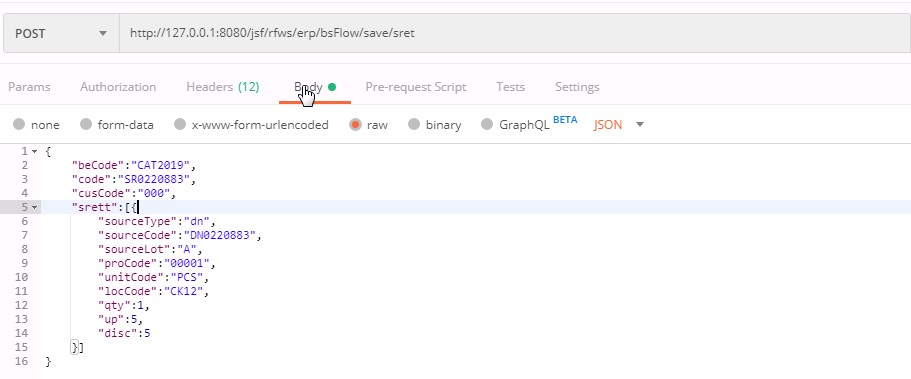 POST http://127.0.0.1:8080/jsf/rfws/erp/bsFlow/save/sret
Params Authorization Headers (12) Body Pre-request Script Tests Settings
none form-data x-www-form-urlencoded raw binary GraphQL BETA JSON
1 {
2 "beCode":"CAT2019",
3 "code":"SR0220883",
4 "cusCode":"000",
5 "srett":[{
6 "sourceType":"dn",
7 "sourceCode":"DN0220883",
8 "sourceLot":"A",
9 "proCode":"00001",
10 "unitCode":"PCS",
11 "locCode":"CK12",
12 "qty":1,
13 "up":5,
14 "disc":5
15 }]
16 }